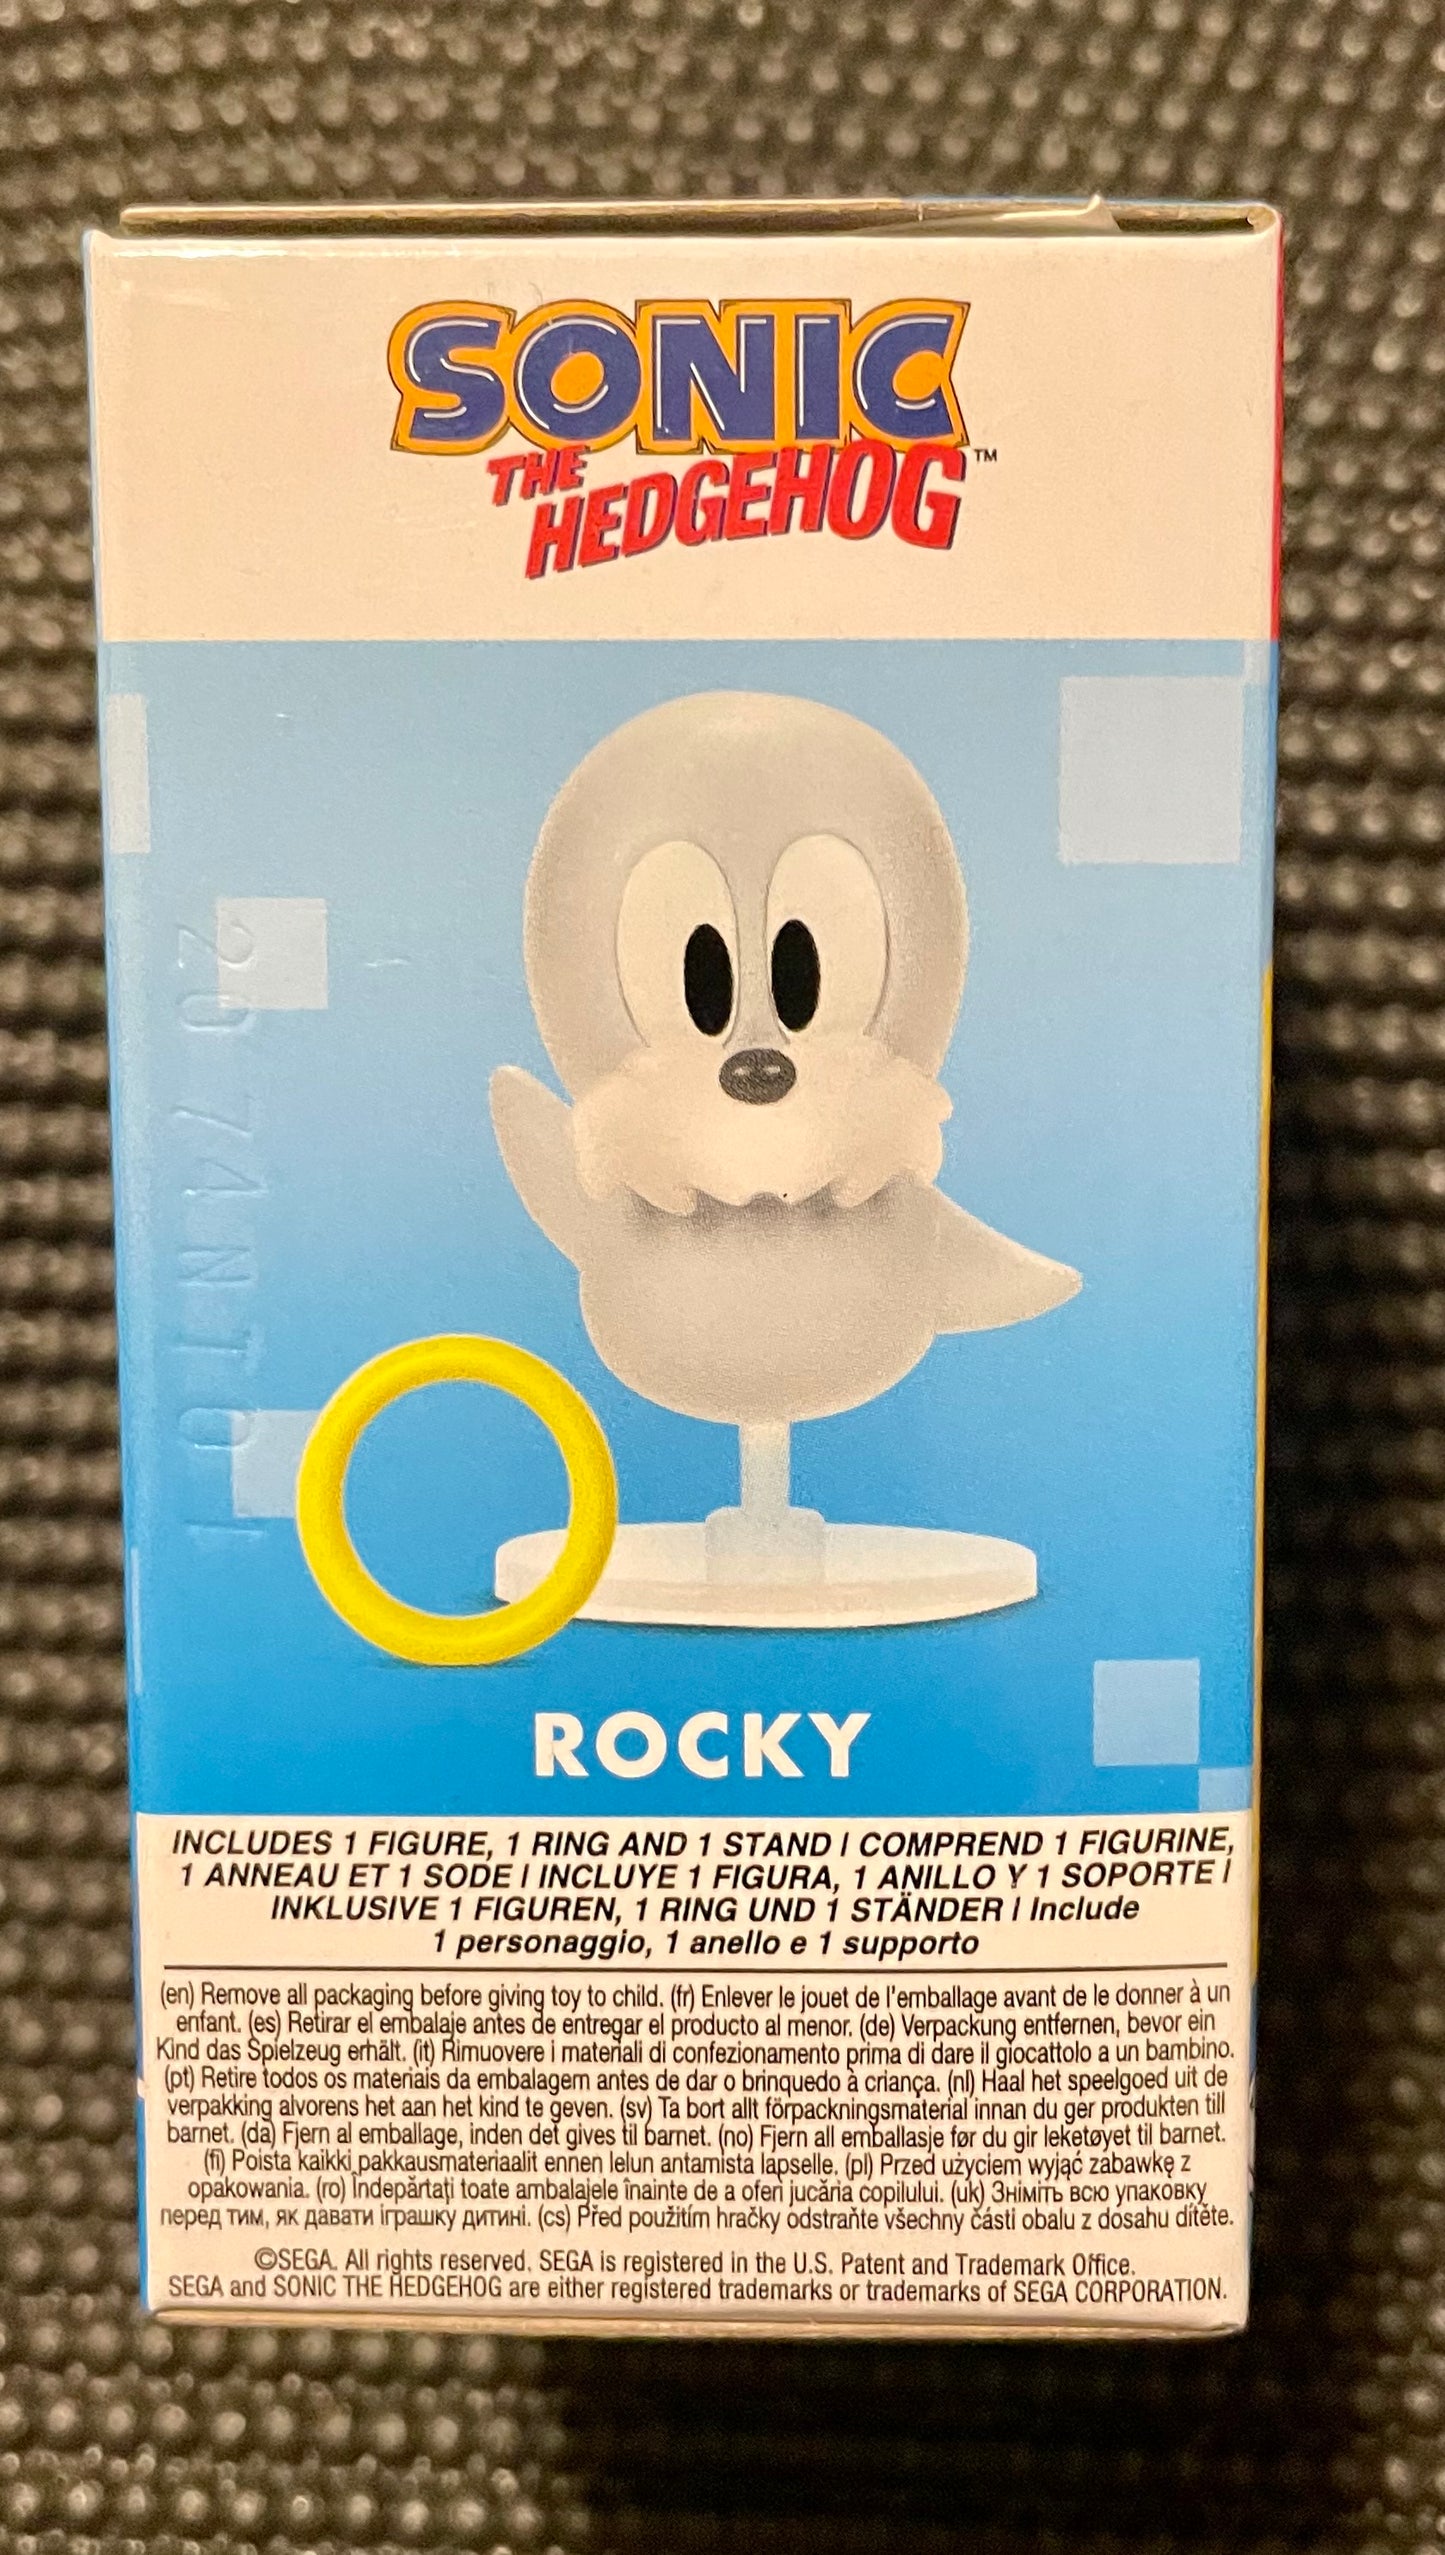 SONIC
THE
HEDGEHOG™
2074NT01
ROCKY
INCLUDES 1 FIGURE, 1 RING AND 1 STAND | COMPREND 1 FIGURINE,
1 ANNEAU ET 1 SODE | INCLUYE 1 FIGURA, 1 ANILLO Y 1 SOPORTE |
INKLUSIVE 1 FIGUREN, 1 RING UND 1 STÄNDER | Include
1 personaggio, 1 anello e 1 supporto
(en) Remove all packaging before giving toy to child. (fr) Enlever le jouet de l'emballage avant de le donner à un
enfant. (es) Retirar el embalaje antes de entregar el producto al menor. (de) Verpackung entfernen, bevor ein
Kind das Spielzeug erhält. (it) Rimuovere i materiali di confezionamento prima di dare il giocattolo a un bambino.
(pt) Retire todos os materiais da embalagem antes de dar o brinquedo à criança. (nl) Haal het speelgoed uit de
verpakking alvorens het aan het kind te geven. (sv) Ta bort allt förpackningsmaterial innan du ger produkten till
barnet. (da) Fjern al emballage, inden det gives til barnet. (no) Fjern all emballasje før du gir leketøyet til barnet.
(fi) Poista kaikki pakkausmateriaalit ennen lelun antamista lapselle. (pl) Przed użyciem wyjąć zabawkę z
opakowania. (ro) Îndepărtați toate ambalajele înainte de a oferi jucăria copilului. (uk) Зніміть всю упаковку
перед тим, як давати іграшку дитині. (cs) Před použitím hračky odstraňte všechny části obalu z dosahu dítěte.
©SEGA. All rights reserved. SEGA is registered in the U.S. Patent and Trademark Office.
SEGA and SONIC THE HEDGEHOG are either registered trademarks or trademarks of SEGA CORPORATION.